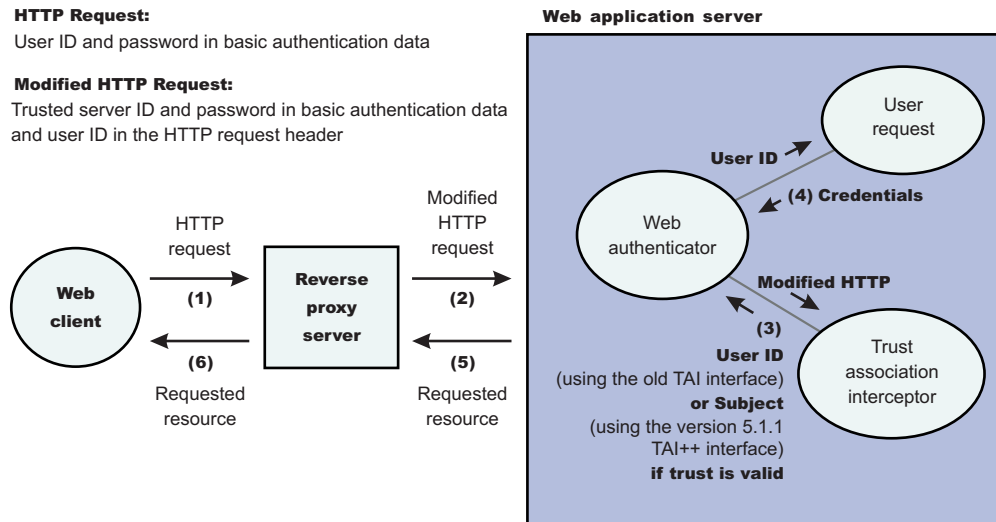 HTTP Request:
User ID and password in basic authentication data
Modified HTTP Request:
Trusted server ID and password in basic authentication data
and user ID in the HTTP request header
Web application server
User
request
User ID
(4) Credentials
Web
authenticator
Modified HTTP
(3)
User ID
(using the old TAI interface)
or Subject
(using the version 5.1.1
TAI++ interface)
if trust is valid
Trust
association
interceptor
Web
client
HTTP
request
(1)
(6)
Requested
resource
Reverse
proxy
server
Modified
HTTP
request
(2)
(5)
Requested
resource